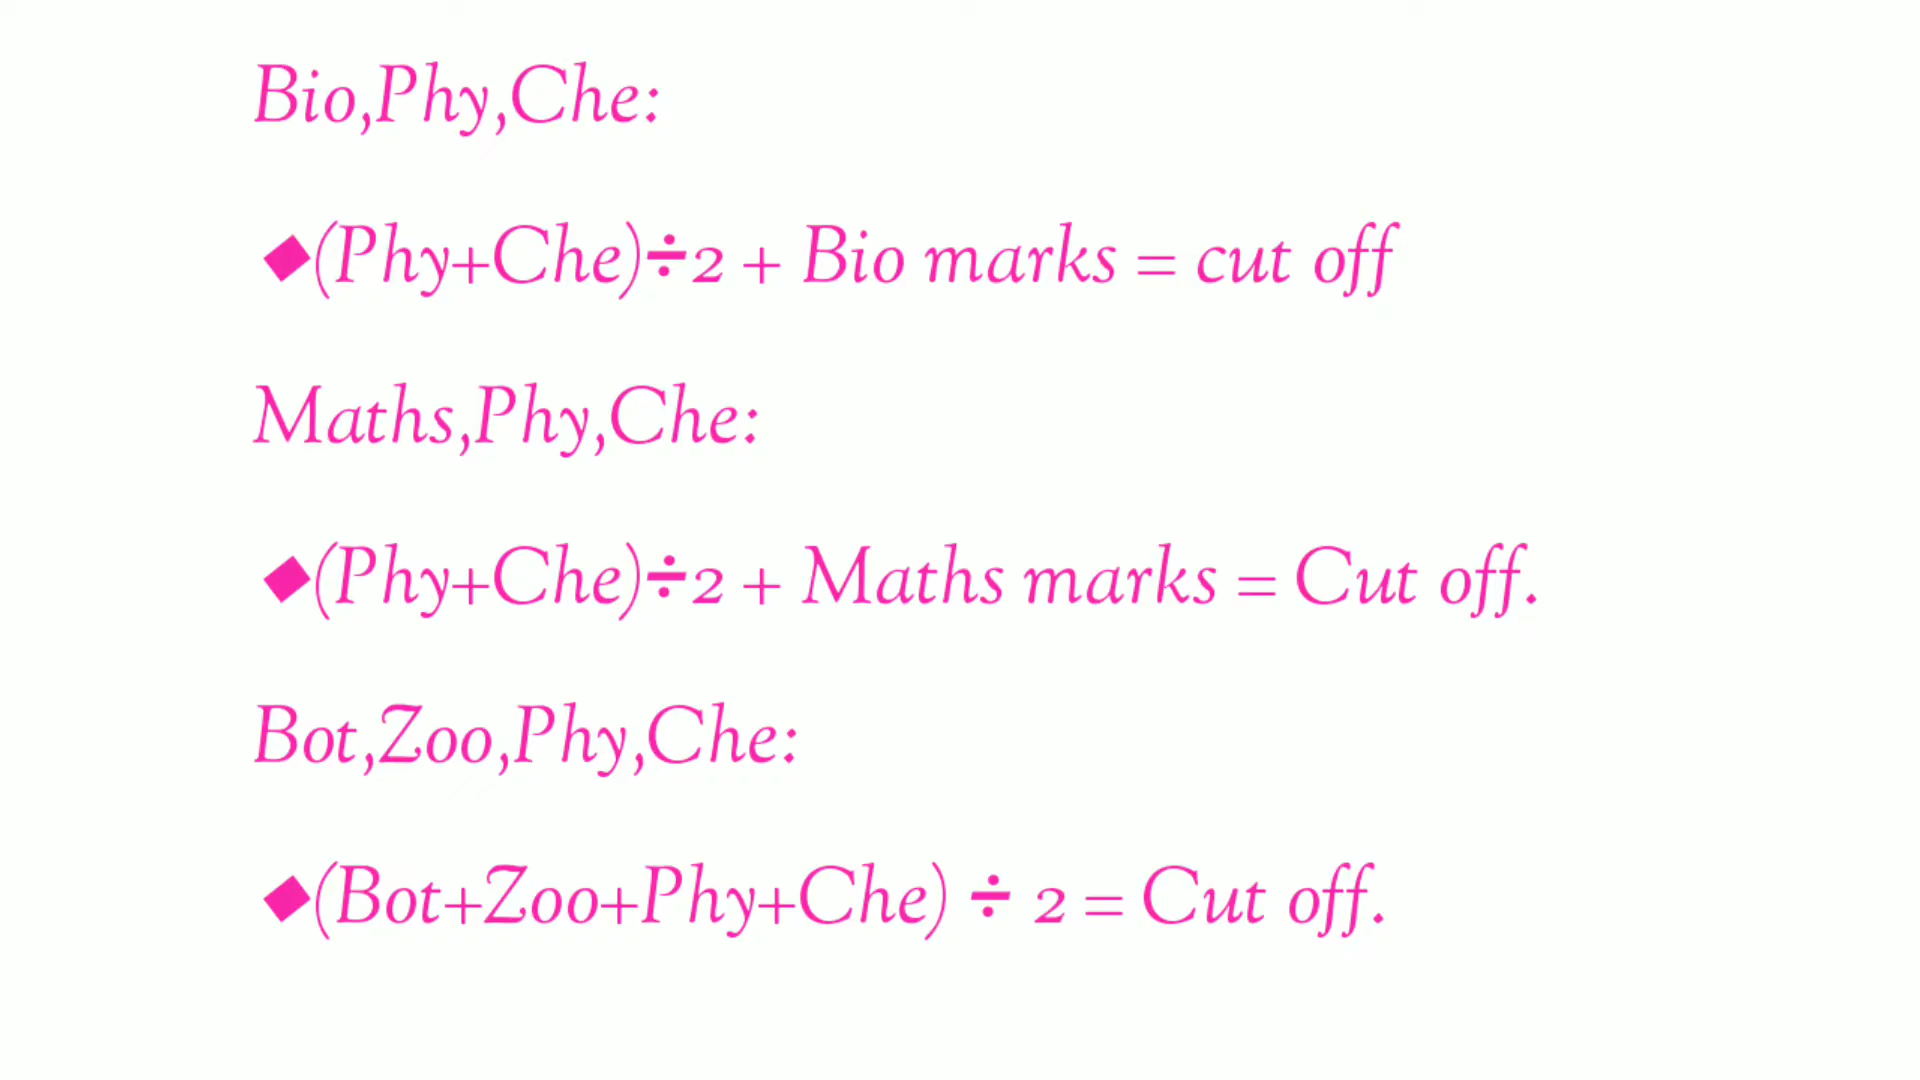 Bio,Phy,Che:
◆(Phy+Che)÷2 + Bio marks = cut off
Maths,Phy,Che:
◆(Phy+Che)÷2 + Maths marks = Cut off.
Bot,Zoo,Phy,Che:
◆(Bot+Zoo+Phy+Che) ÷ 2 = Cut off.